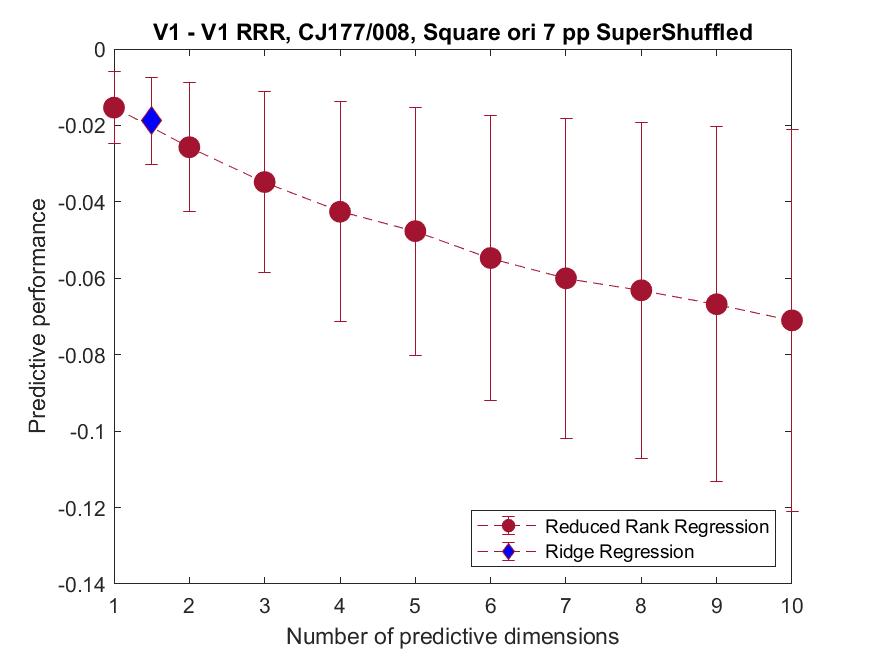 V1 - V1 RRR, CJ177/008, Square ori 7 pp SuperShuffled
0
-0.02
-0.04
-0.06
-0.08
-0.1
-0.12
-0.14
Predictive performance
1 2 3 4 5 6 7 8 9 10
Number of predictive dimensions
Reduced Rank Regression
Ridge Regression